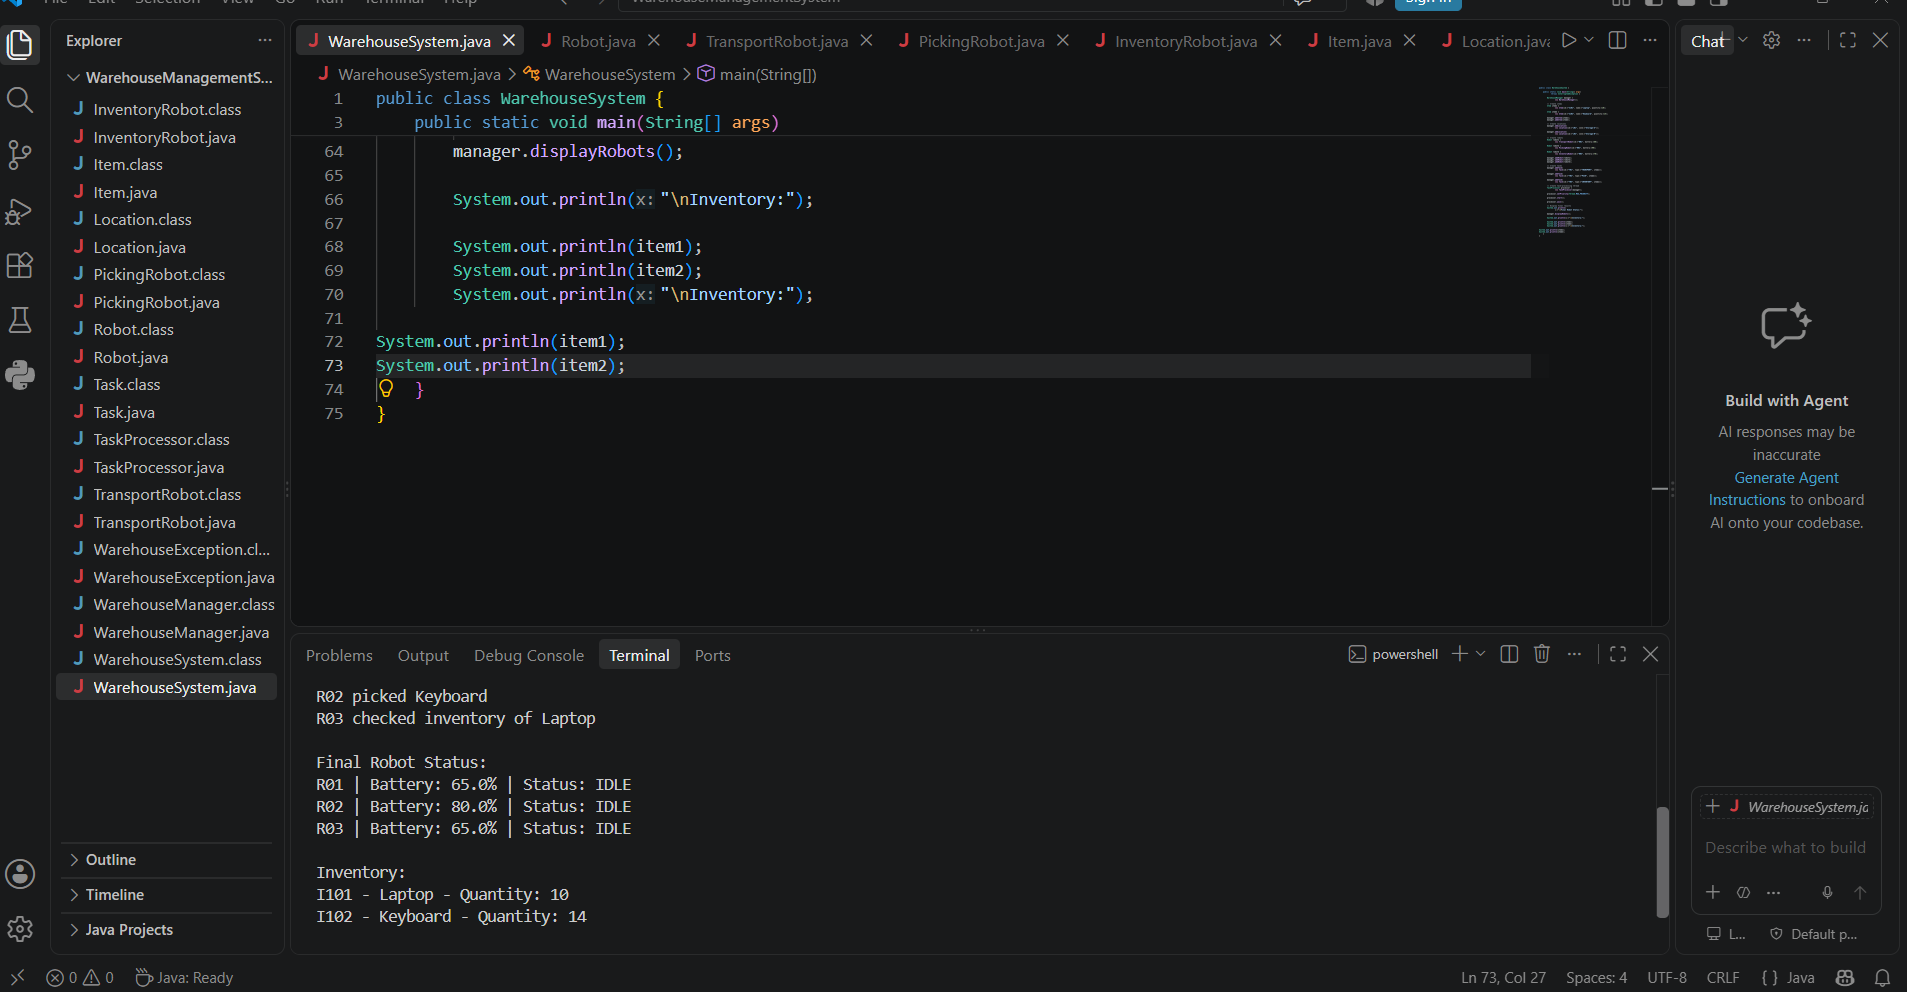 File Edit Selection View Go Run Terminal Help
WarehouseManagementSystem
Sign in
Explorer
WarehouseManagementS...
InventoryRobot.class
InventoryRobot.java
Item.class
Item.java
Location.class
Location.java
PickingRobot.class
PickingRobot.java
Robot.class
Robot.java
Task.class
Task.java
TaskProcessor.class
TaskProcessor.java
TransportRobot.class
TransportRobot.java
WarehouseException.cl...
WarehouseException.java
WarehouseManager.class
WarehouseManager.java
WarehouseSystem.class
WarehouseSystem.java
Outline
Timeline
Java Projects
WarehouseSystem.java Robot.java TransportRobot.java PickingRobot.java InventoryRobot.java Item.java Location.java
WarehouseSystem.java > WarehouseSystem > main(String[])
1 public class WarehouseSystem {
3 public static void main(String[] args)
64 manager.displayRobots();
65
66 System.out.println(x: "\nInventory:");
67
68 System.out.println(item1);
69 System.out.println(item2);
70 System.out.println(x: "\nInventory:");
71
72 System.out.println(item1);
73 System.out.println(item2);
74 }
75 }
Problems Output Debug Console Terminal Ports
powershell
R02 picked Keyboard
R03 checked inventory of Laptop
Final Robot Status:
R01 | Battery: 65.0% | Status: IDLE
R02 | Battery: 80.0% | Status: IDLE
R03 | Battery: 65.0% | Status: IDLE
Inventory:
I101 - Laptop - Quantity: 10
I102 - Keyboard - Quantity: 14
Chat
Build with Agent
AI responses may be
inaccurate
Generate Agent
Instructions to onboard
AI onto your codebase.
WarehouseSystem.ja
Describe what to build
L... Default p...
0 0 Java: Ready
Ln 73, Col 27 Spaces: 4 UTF-8 CRLF {} Java